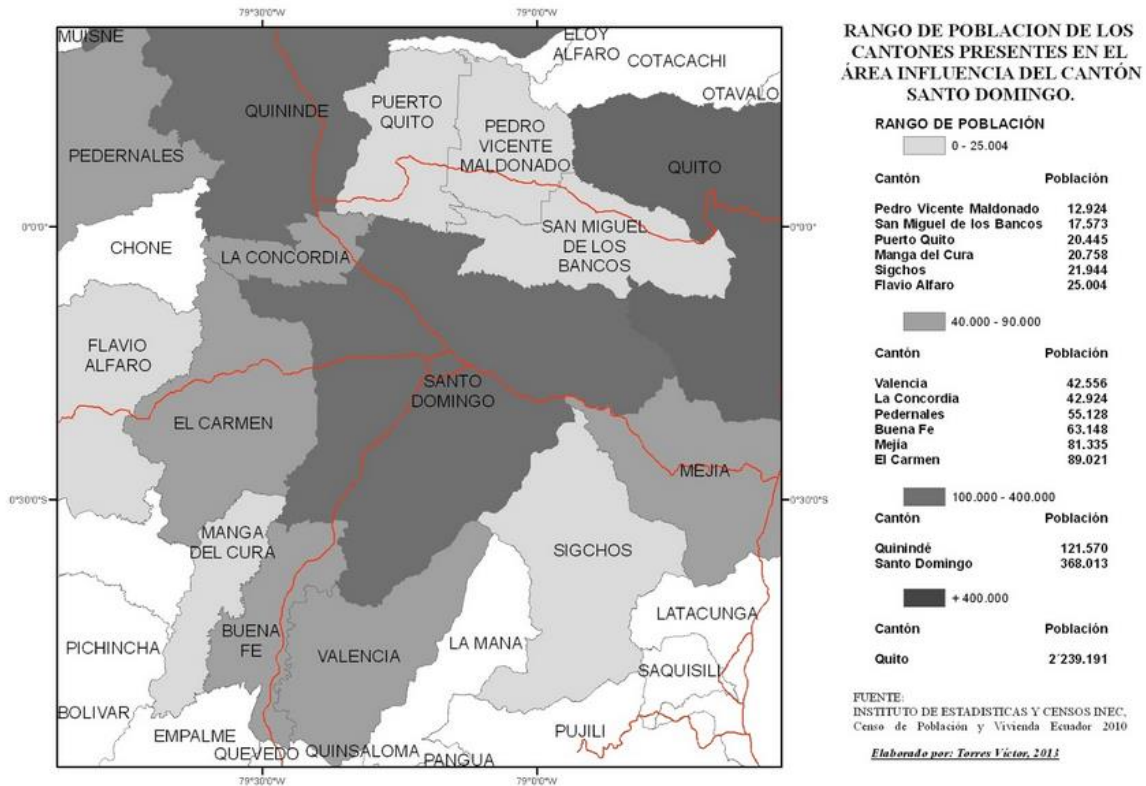 79°30'0"W 79°0'0"W
MUISNE
ELOY
ALFARO
COTACACHI
OTAVALO
QUININDE
PUERTO
QUITO
PEDRO
VICENTE
MALDONADO
PEDERNALES
QUITO
0°0'0" 0°0'0"
CHONE
LA CONCORDIA
SAN MIGUEL
DE LOS
BANCOS
FLAVIO
ALFARO
SANTO
DOMINGO
EL CARMEN
MEJIA
0°30'0"S 0°30'0"S
MANGA
DEL CURA
SIGCHOS
LATACUNGA
PICHINCHA
BUENA
FE
VALENCIA
LA MANA
SAQUISILI
BOLIVAR
EMPALME
PUJILI
QUEVEDO
QUINSALOMA
PANGUA
79°30'0"W 79°0'0"W
RANGO DE POBLACION DE LOS
CANTONES PRESENTES EN EL
ÁREA INFLUENCIA DEL CANTÓN
SANTO DOMINGO.
RANGO DE POBLACIÓN
0 - 25.004
Cantón Población
Pedro Vicente Maldonado 12.924
San Miguel de los Bancos 17.573
Puerto Quito 20.445
Manga del Cura 20.758
Sigchos 21.944
Flavio Alfaro 25.004
40.000 - 90.000
Cantón Población
Valencia 42.556
La Concordia 42.924
Pedernales 55.128
Buena Fe 63.148
Mejía 81.335
El Carmen 89.021
100.000 - 400.000
Cantón Población
Quinindé 121.570
Santo Domingo 368.013
+ 400.000
Cantón Población
Quito 2´239.191
FUENTE:
INSTITUTO DE ESTADISTICAS Y CENSOS INEC,
Censo de Población y Vivienda Ecuador 2010
Elaborado por: Torres Víctor, 2013